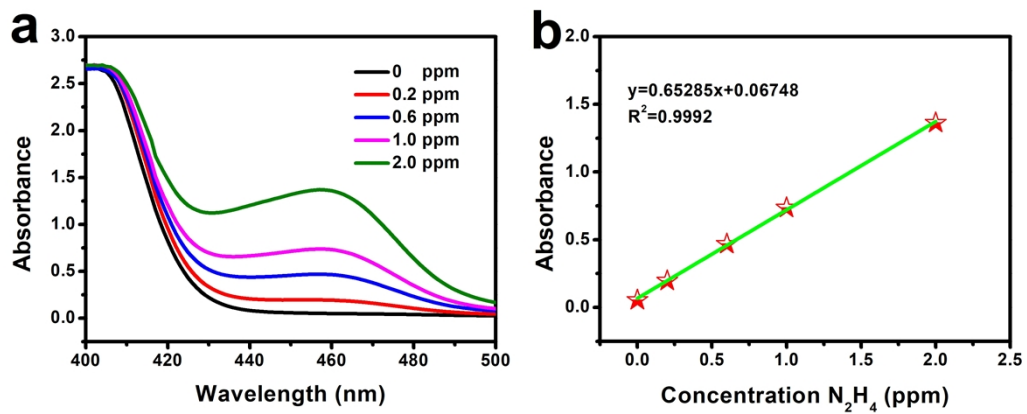 a
3.0
2.5
2.0
1.5
1.0
0.5
0.0
Absorbance
400
420
440
460
480
500
Wavelength (nm)
0 ppm
0.2 ppm
0.6 ppm
1.0 ppm
2.0 ppm
b
2.0
1.5
1.0
0.5
0.0
Absorbance
y=0.65285x+0.06748
R²=0.9992
0.0
0.5
1.0
1.5
2.0
2.5
Concentration N₂H₄ (ppm)